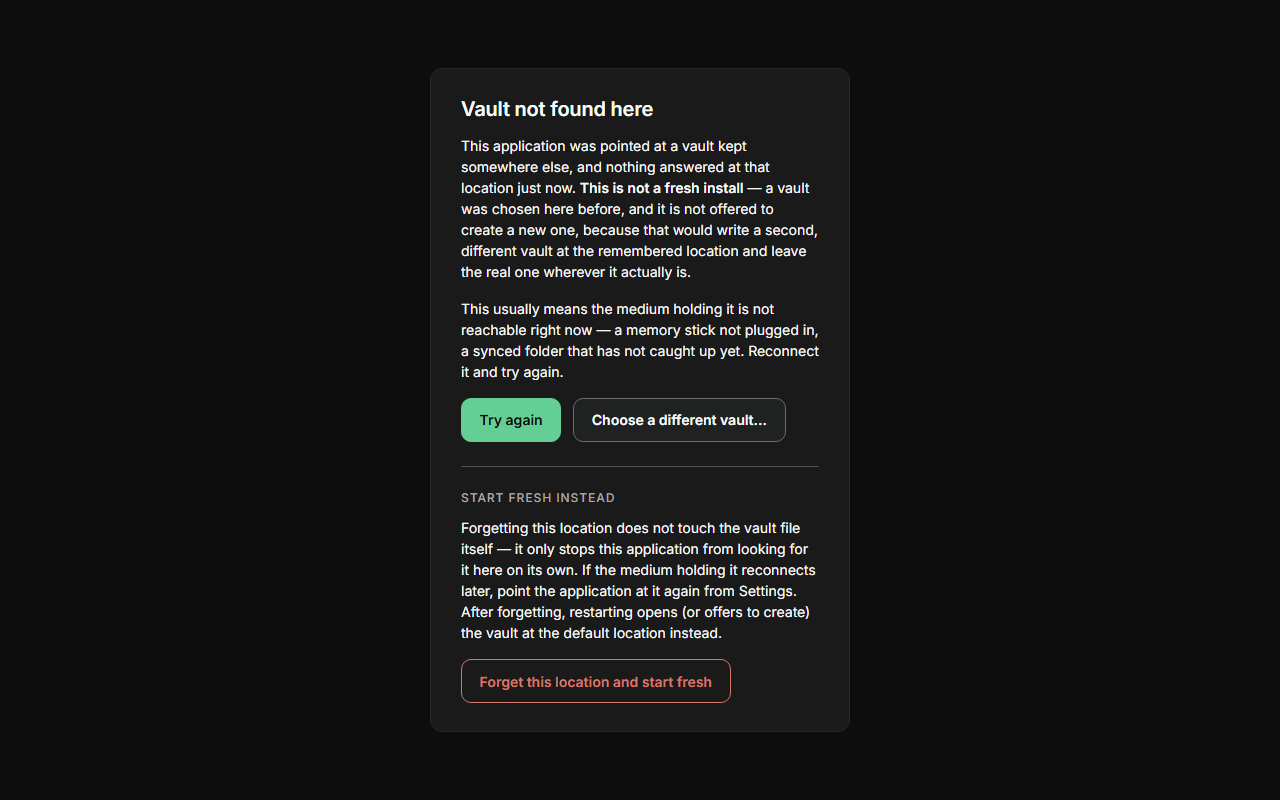 Vault not found here
This application was pointed at a vault kept
somewhere else, and nothing answered at that
location just now. This is not a fresh install — a vault
was chosen here before, and it is not offered to
create a new one, because that would write a second,
different vault at the remembered location and leave
the real one wherever it actually is.
This usually means the medium holding it is not
reachable right now — a memory stick not plugged in,
a synced folder that has not caught up yet. Reconnect
it and try again.
Try again
Choose a different vault...
START FRESH INSTEAD
Forgetting this location does not touch the vault file
itself — it only stops this application from looking for
it here on its own. If the medium holding it reconnects
later, point the application at it again from Settings.
After forgetting, restarting opens (or offers to create)
the vault at the default location instead.
Forget this location and start fresh